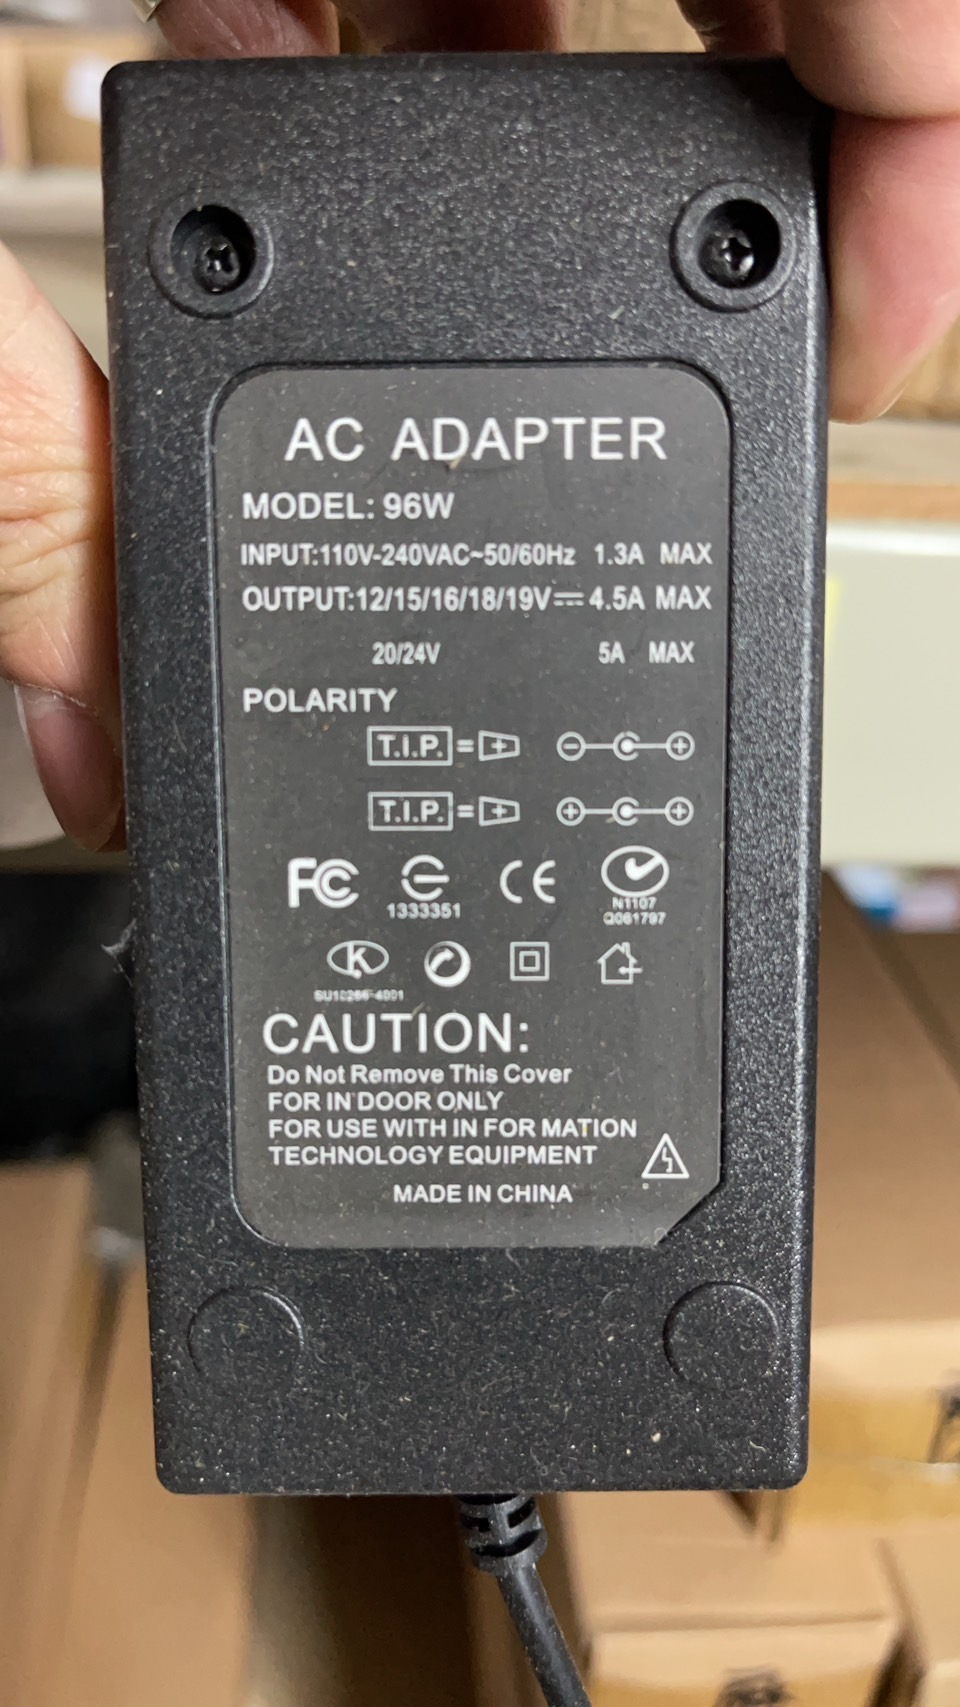 AC ADAPTER
MODEL: 96W
INPUT:110V-240VAC~50/60Hz 1.3A MAX
OUTPUT:12/15/16/18/19V⎓4.5A MAX
20/24V 5A MAX
POLARITY
T.I.P. = +
T.I.P. = +
FC CE
1333351
N1107
Q061797
K
CAUTION:
Do Not Remove This Cover
FOR IN DOOR ONLY
FOR USE WITH IN FOR MATION
TECHNOLOGY EQUIPMENT
MADE IN CHINA